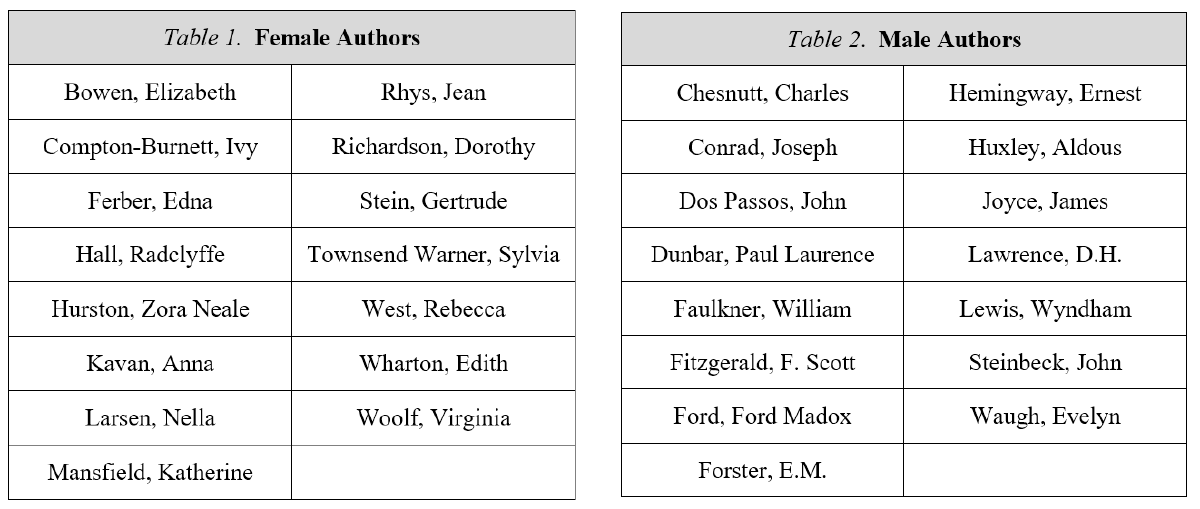 Table 1. Female Authors
Bowen, Elizabeth Rhys, Jean
Compton-Burnett, Ivy Richardson, Dorothy
Ferber, Edna Stein, Gertrude
Hall, Radclyffe Townsend Warner, Sylvia
Hurston, Zora Neale West, Rebecca
Kavan, Anna Wharton, Edith
Larsen, Nella Woolf, Virginia
Mansfield, Katherine
Table 2. Male Authors
Chesnutt, Charles Hemingway, Ernest
Conrad, Joseph Huxley, Aldous
Dos Passos, John Joyce, James
Dunbar, Paul Laurence Lawrence, D.H.
Faulkner, William Lewis, Wyndham
Fitzgerald, F. Scott Steinbeck, John
Ford, Ford Madox Waugh, Evelyn
Forster, E.M.